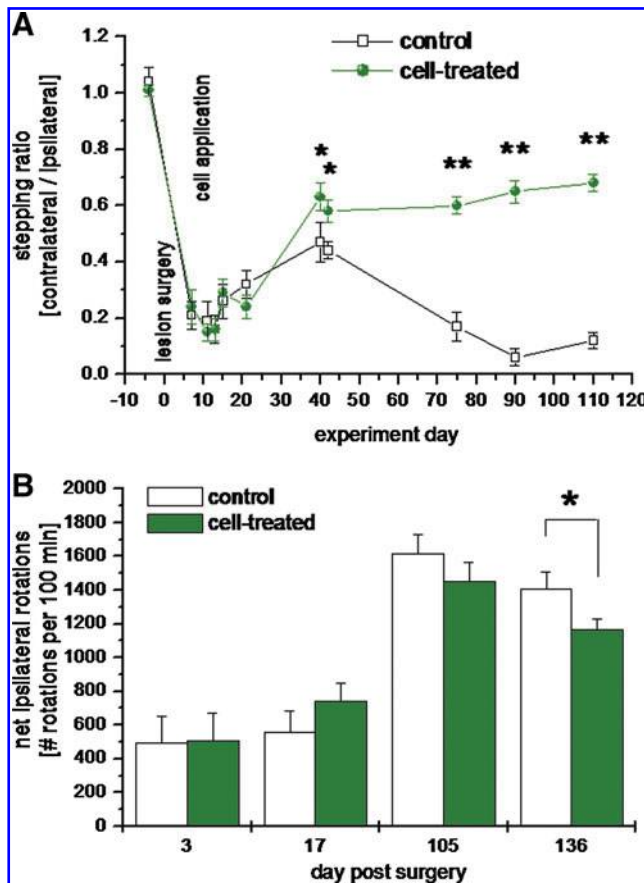 A
control
cell-treated
stepping ratio
[contralateral / ipsilateral]
1.2
1.0
0.8
0.6
0.4
0.2
0.0
lesion surgery
cell application
*
*
**
**
**
-10 0 10 20 30 40 50 60 70 80 90 100 110 120
experiment day
B
control
cell-treated
net ipsilateral rotations
[# rotations per 100 min]
2000
1800
1600
1400
1200
1000
800
600
400
200
0
*
3 17 105 136
day post surgery